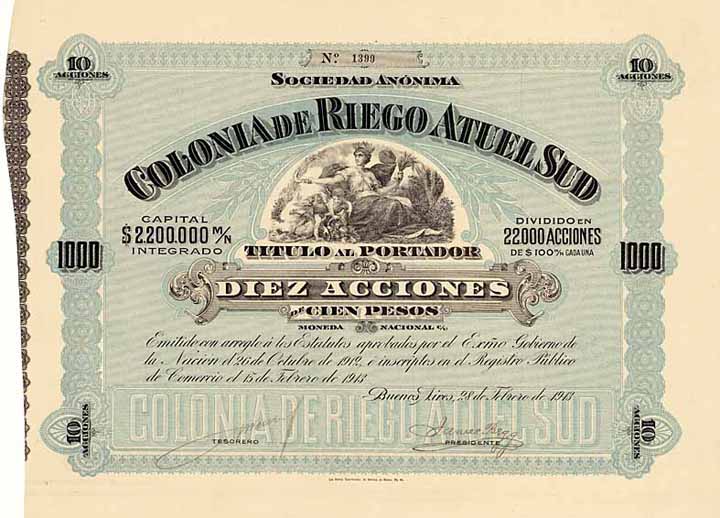 10 ACCIONES
Nº 1399
10 ACCIONES
SOCIEDAD ANÓNIMA
COLONIA DE RIEGO ATUEL SUD
CAPITAL
$ 2.200.000 M/N
INTEGRADO
DIVIDIDO EN
22000 ACCIONES
DE $ 100 m/n CADA UNA
TITULO AL PORTADOR
1000
1000
DIEZ ACCIONES
DE CIEN PESOS
MONEDA NACIONAL C/L
Emitido con arreglo á los Estatutos aprobados por el Exmo Gobierno de
la Nación el 26 de Octubre de 1912, é inscriptos en el Registro Público
de Comercio el 15 de Febrero de 1913.
Buenos Aires, 28 de Febrero de 1913
COLONIA DE RIEGO ATUEL SUD
10 ACCIONES
TESORERO
PRESIDENTE
10 ACCIONES